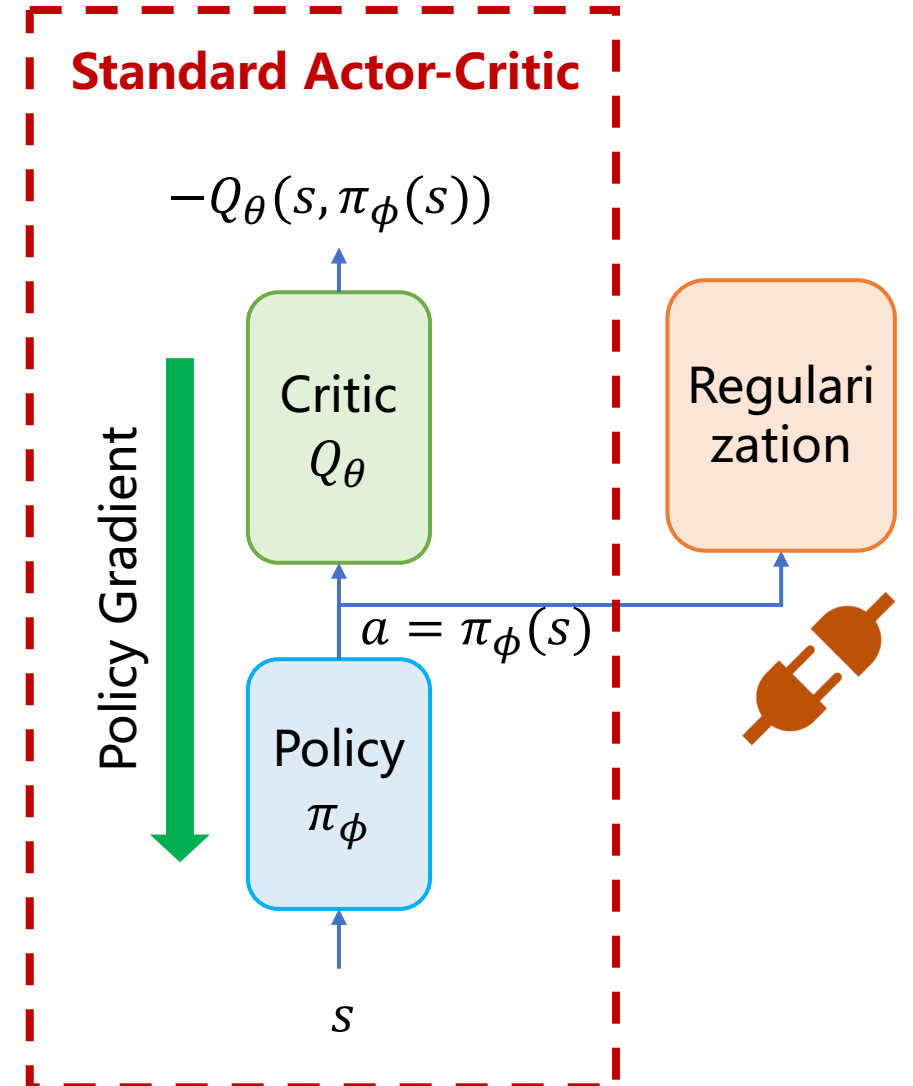 Standard Actor-Critic
−Q_θ(s, π_ϕ(s))
Critic
Q_θ
Regulari
zation
Policy Gradient
a = π_ϕ(s)
Policy
π_ϕ
s